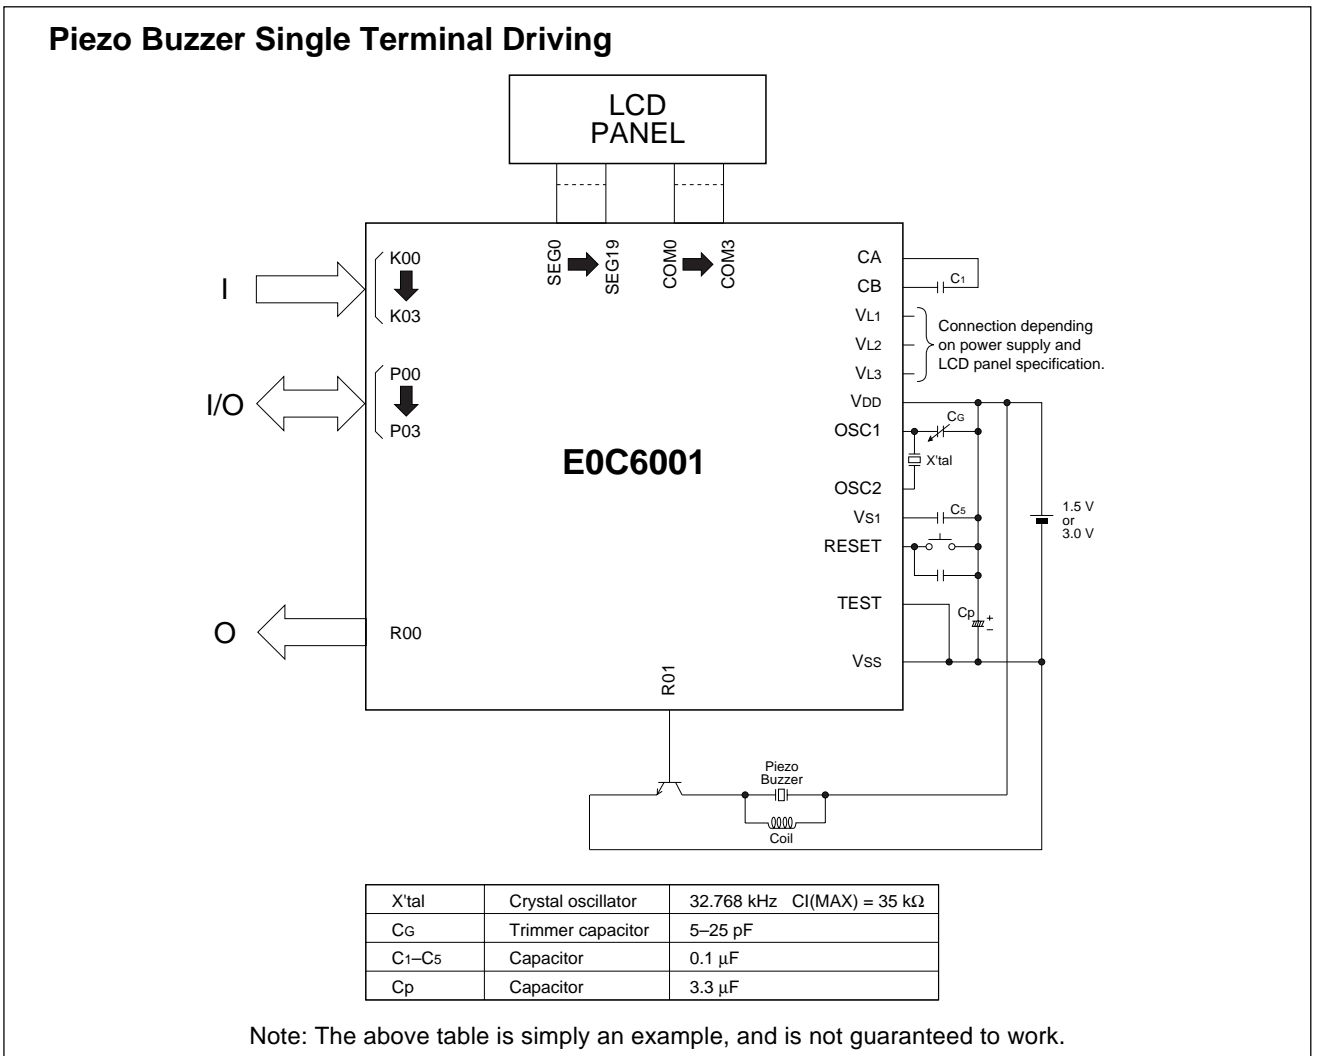 Piezo Buzzer Single Terminal Driving
LCD
PANEL
SEG0
SEG19
COM0
COM3
I
K00
K03
I/O
P00
P03
O
R00
E0C6001
R01
CA
CB
C1
VL1
VL2
VL3
Connection depending
on power supply and
LCD panel specification.
VDD
OSC1
CG
X'tal
OSC2
VS1
C5
RESET
TEST
Cp
+
–
VSS
1.5 V
or
3.0 V
Piezo
Buzzer
Coil
X'tal Crystal oscillator 32.768 kHz CI(MAX) = 35 kΩ
CG Trimmer capacitor 5–25 pF
C1–C5 Capacitor 0.1 µF
Cp Capacitor 3.3 µF
Note: The above table is simply an example, and is not guaranteed to work.